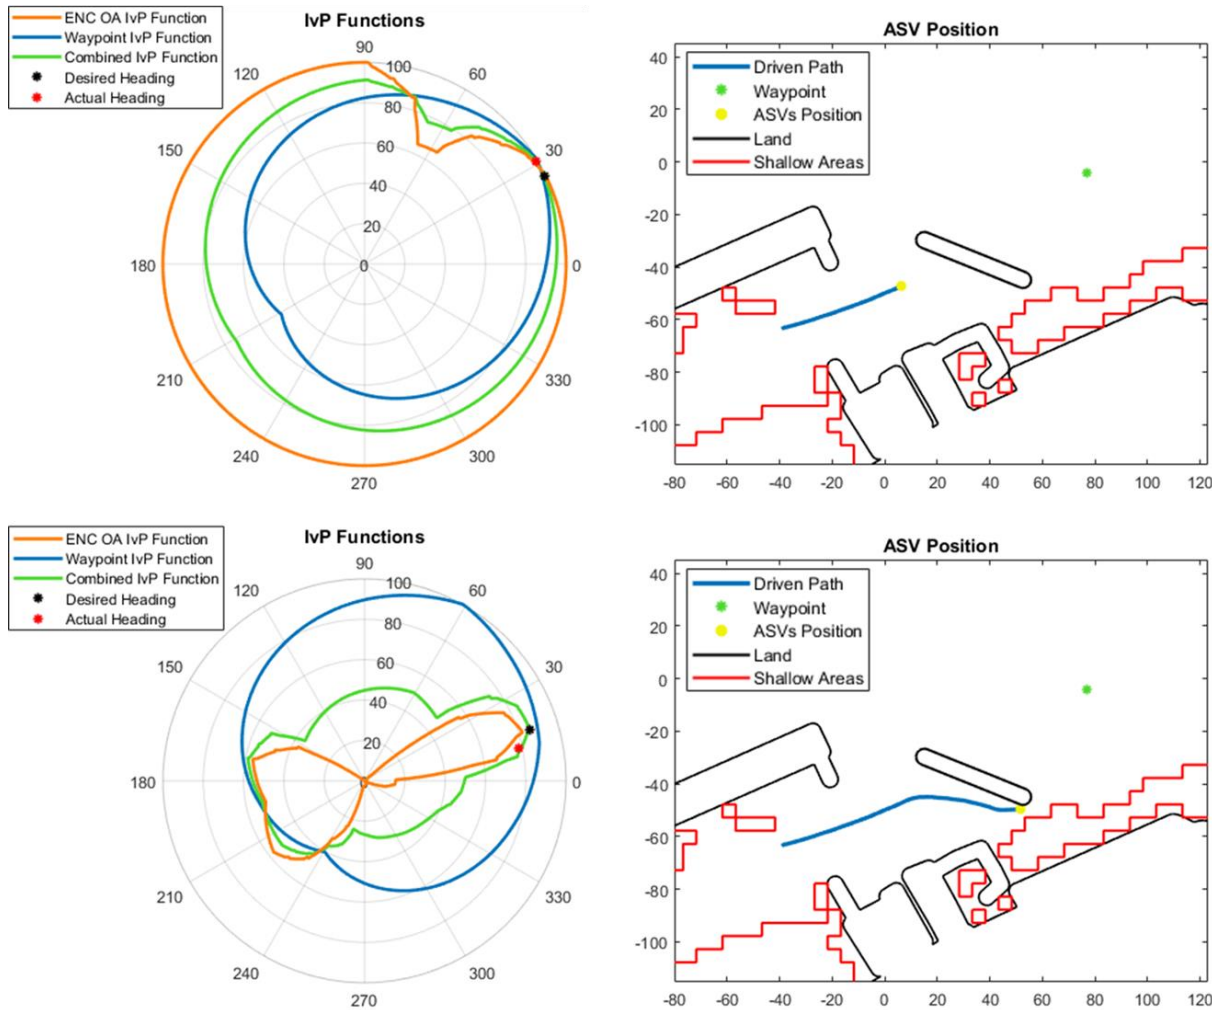 IvP Functions
ENC OA IvP Function
Waypoint IvP Function
Combined IvP Function
Desired Heading
Actual Heading
90
120
60
100
80
150
30
60
40
20
180
0
0
210
330
240
300
270
ASV Position
Driven Path
Waypoint
ASVs Position
Land
Shallow Areas
40
20
0
-20
-40
-60
-80
-100
-80 -60 -40 -20 0 20 40 60 80 100 120
IvP Functions
ENC OA IvP Function
Waypoint IvP Function
Combined IvP Function
Desired Heading
Actual Heading
90
120
60
100
80
150
30
60
40
20
180
0
0
210
330
240
300
270
ASV Position
Driven Path
Waypoint
ASVs Position
Land
Shallow Areas
40
20
0
-20
-40
-60
-80
-100
-80 -60 -40 -20 0 20 40 60 80 100 120